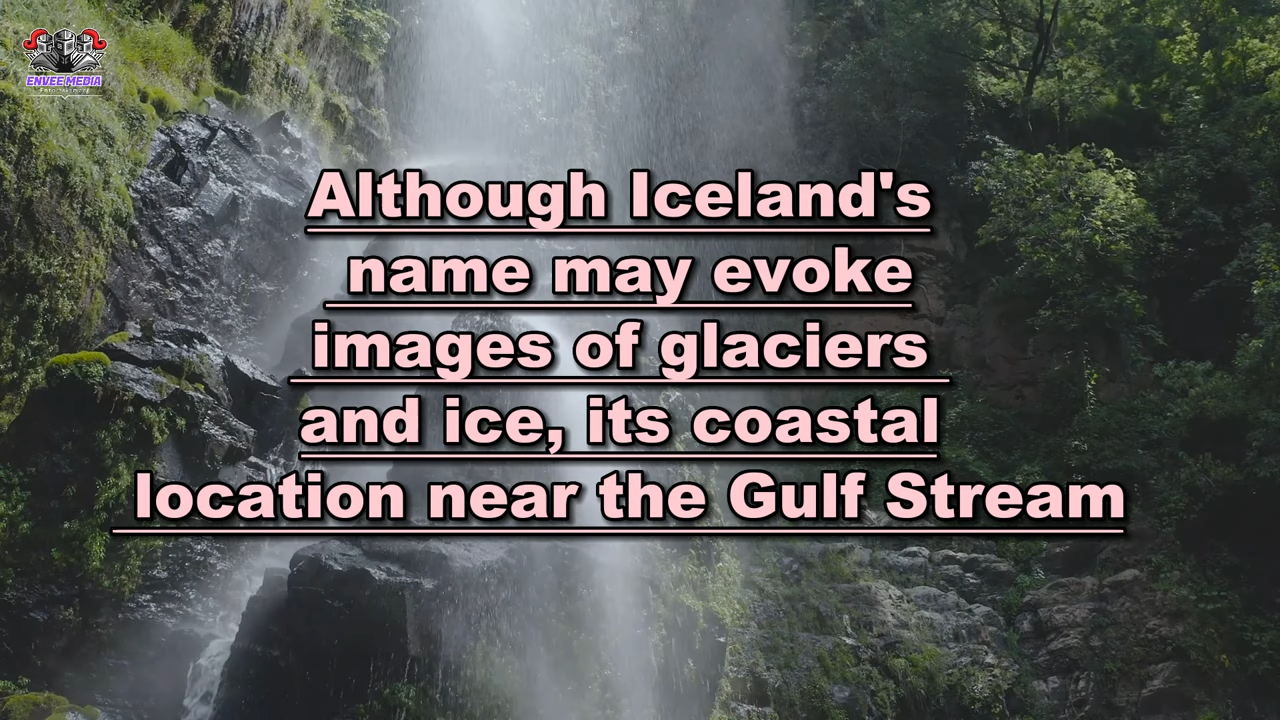 ENVEE MEDIA
Although Iceland's
name may evoke
images of glaciers
and ice, its coastal
location near the Gulf Stream